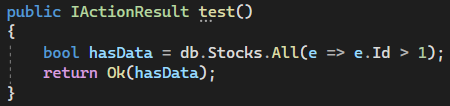 public IActionResult test()
{
    bool hasData = db.Stocks.All(e => e.Id > 1);
    return Ok(hasData);
}